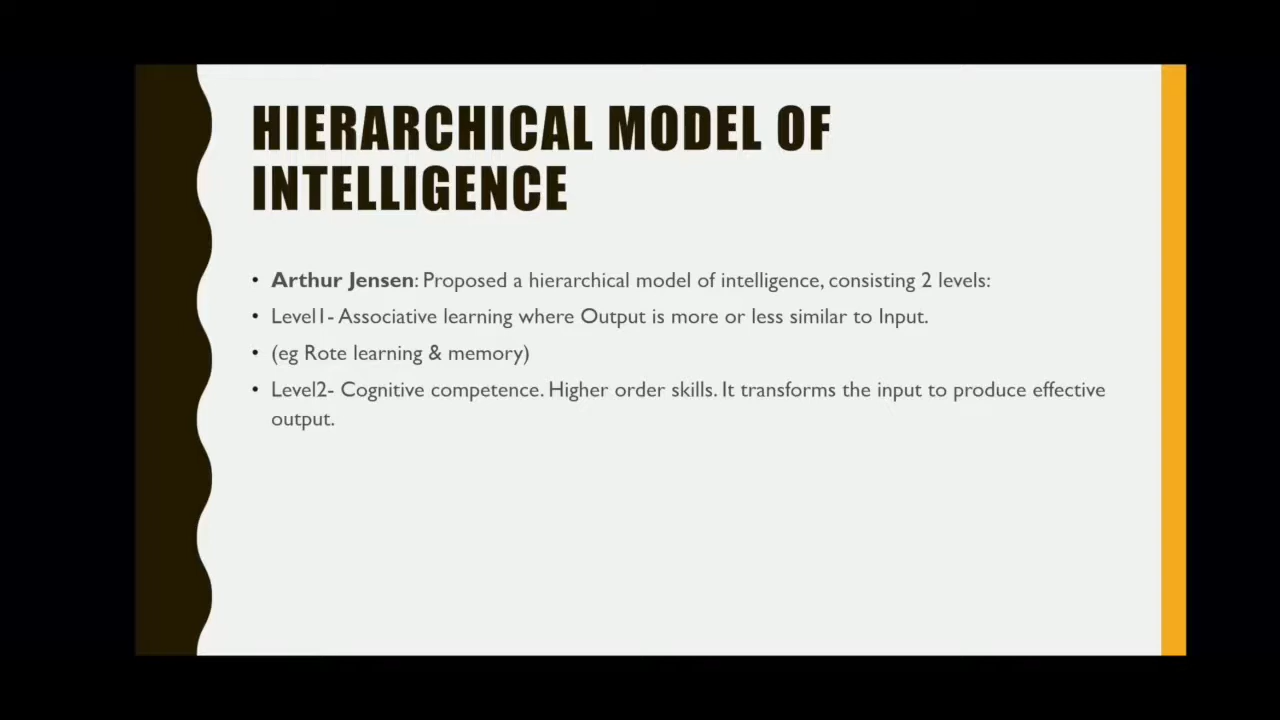 HIERARCHICAL MODEL OF
INTELLIGENCE
• Arthur Jensen: Proposed a hierarchical model of intelligence, consisting 2 levels:
• Level1- Associative learning where Output is more or less similar to Input.
• (eg Rote learning & memory)
• Level2- Cognitive competence. Higher order skills. It transforms the input to produce effective
output.